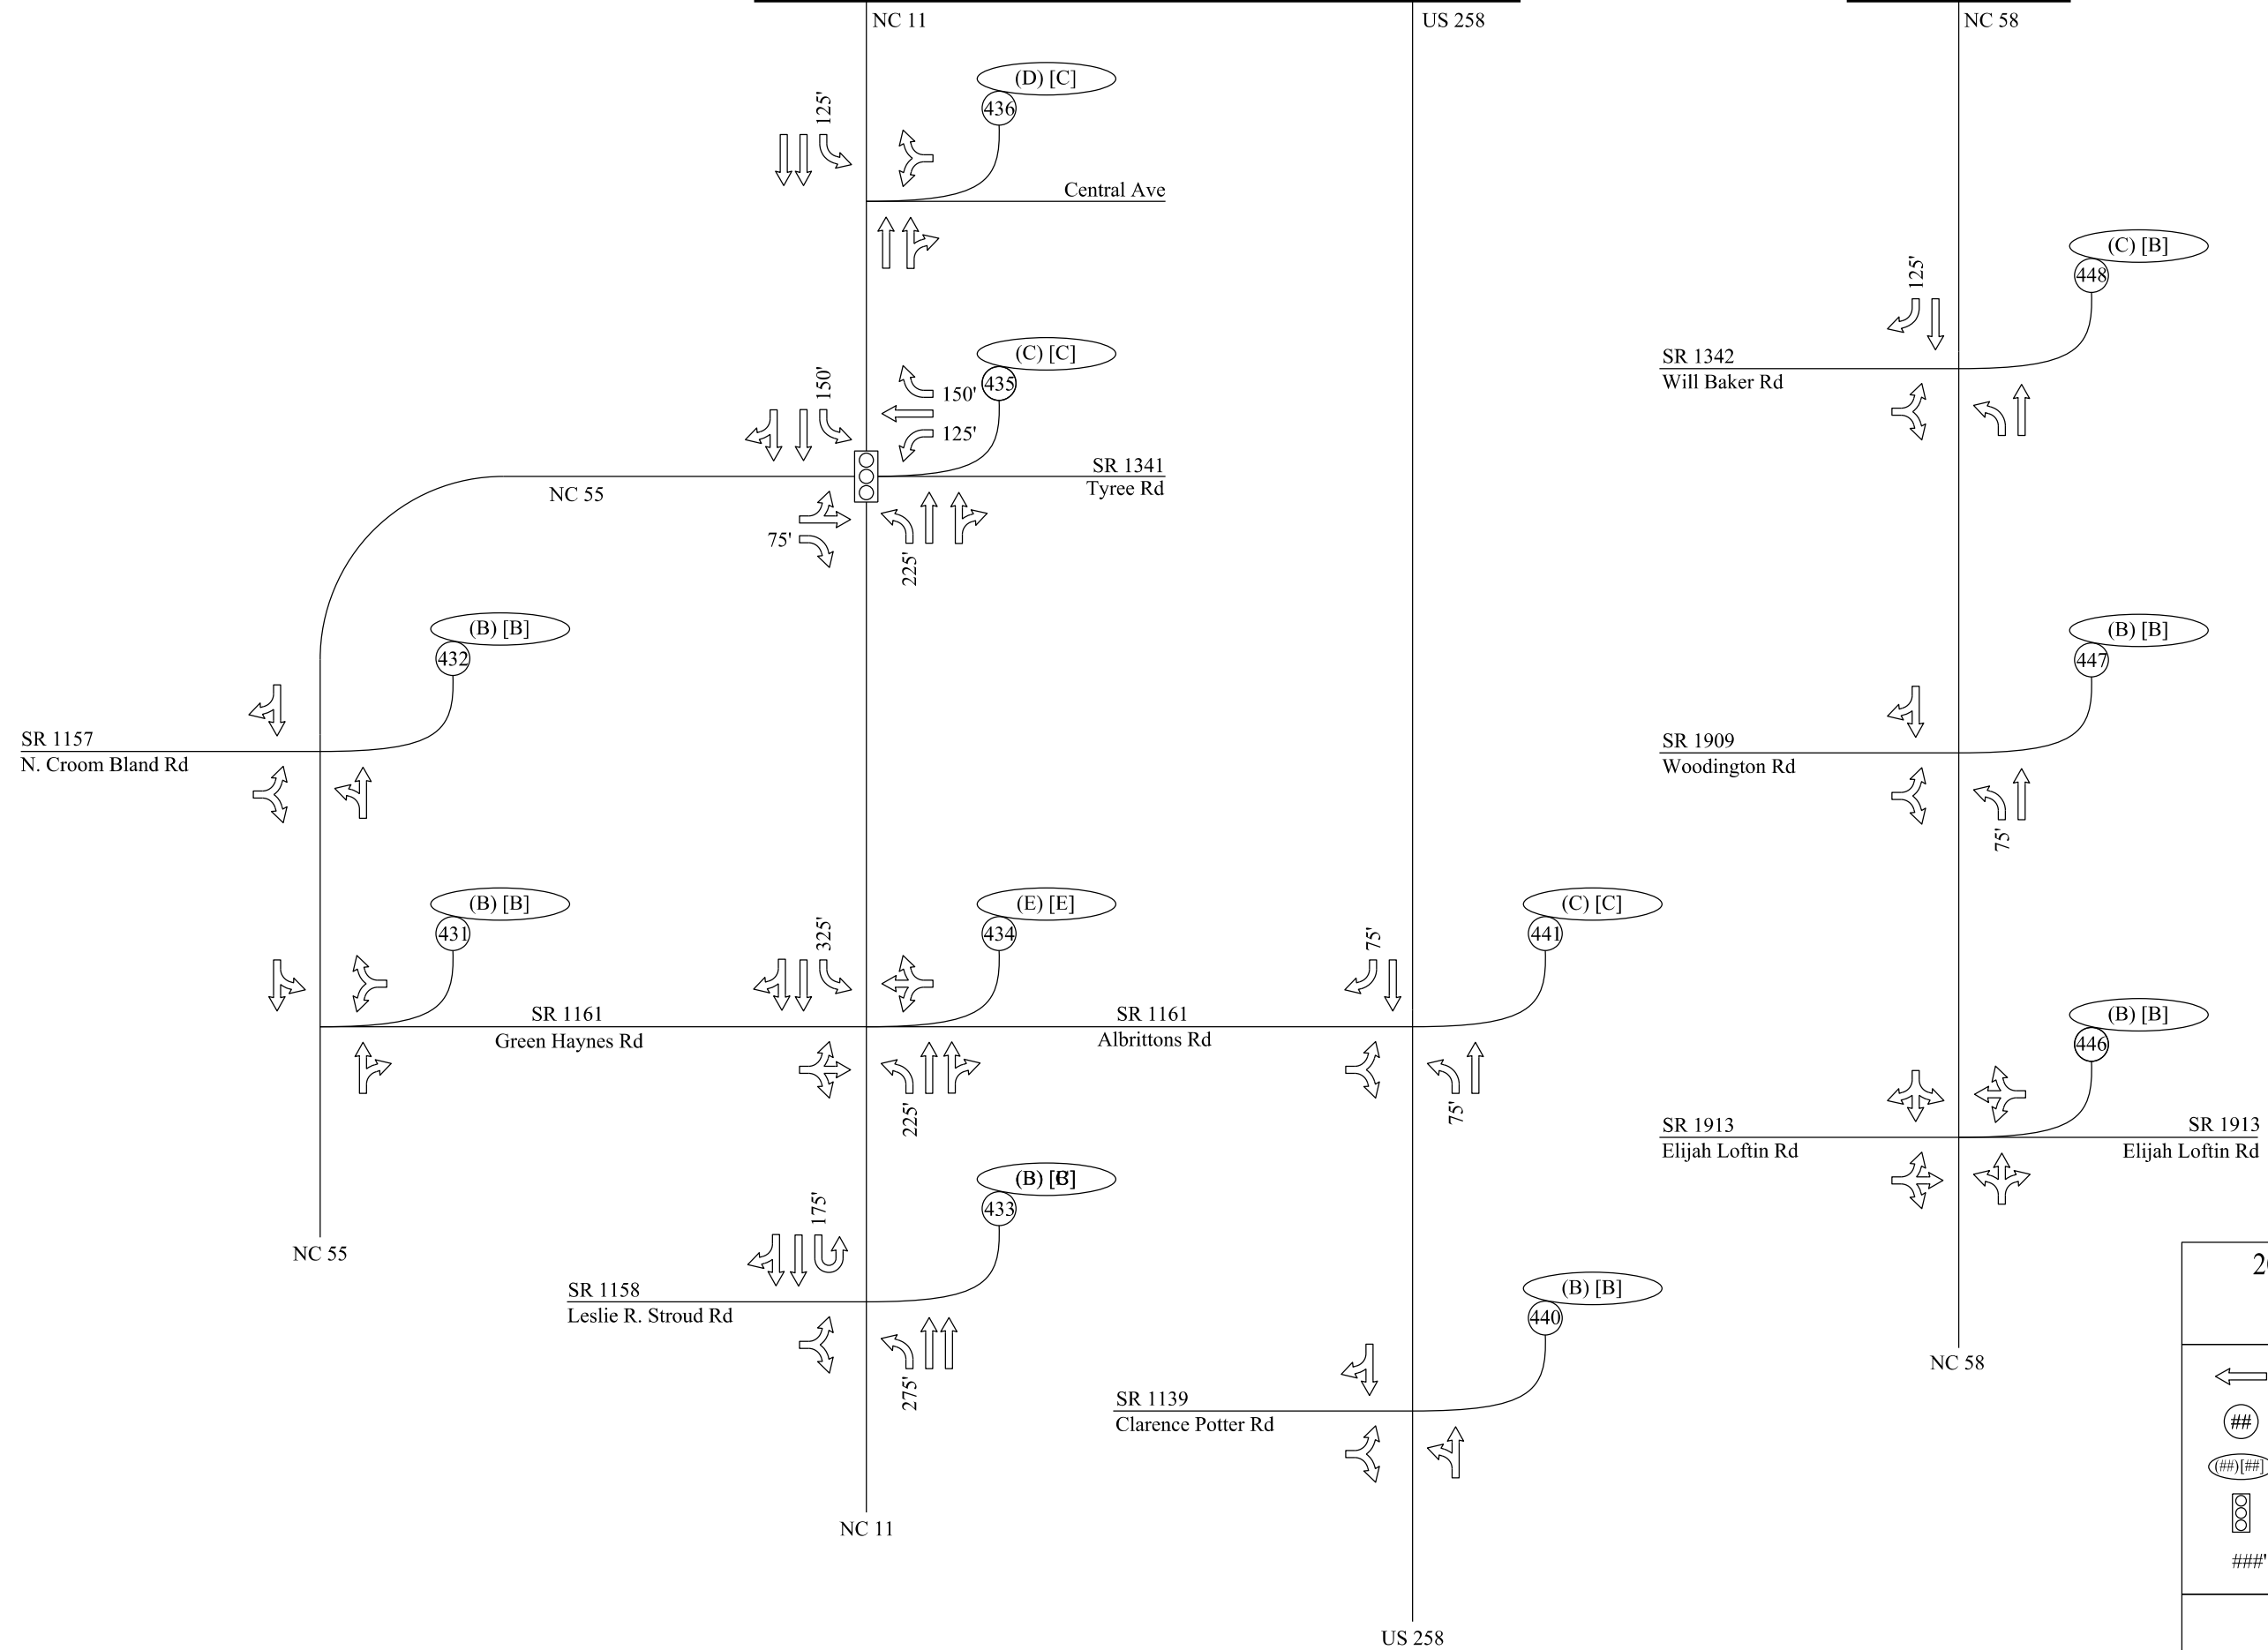 NC 11
US 258
NC 58
(D) [C]
436
125'
Central Ave
(C) [B]
448
125'
SR 1342
Will Baker Rd
(C) [C]
435
150'
150'
125'
SR 1341
Tyree Rd
NC 55
75'
225'
(B) [B]
432
SR 1157
N. Croom Bland Rd
(B) [B]
447
SR 1909
Woodington Rd
75'
(B) [B]
431
325'
(E) [E]
434
75'
(C) [C]
441
SR 1161
Green Haynes Rd
SR 1161
Albrittons Rd
225'
75'
(B) [B]
446
SR 1913
Elijah Loftin Rd
SR 1913
Elijah Loftin Rd
NC 55
175'
(B)
433
SR 1158
Leslie R. Stroud Rd
275'
(B) [B]
440
SR 1139
Clarence Potter Rd
NC 58
NC 11
US 258
##
(##)[##]
###'